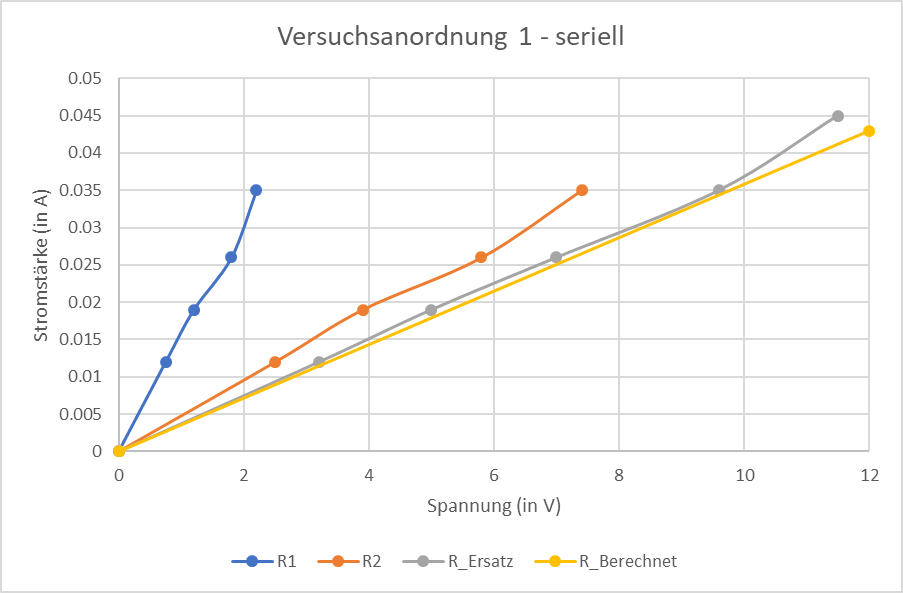 Versuchsanordnung 1 - seriell
0.05
0.045
0.04
0.035
0.03
0.025
0.02
0.015
0.01
0.005
0
Stromstärke (in A)
0 2 4 6 8 10 12
Spannung (in V)
R1 R2 R_Ersatz R_Berechnet